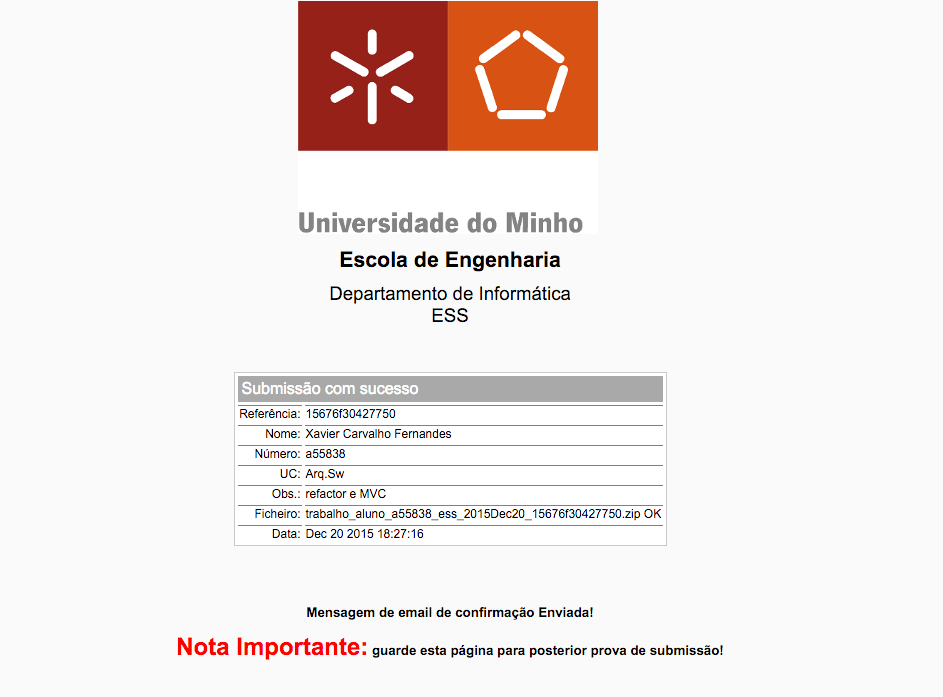 Universidade do Minho
Escola de Engenharia
Departamento de Informática
ESS
Submissão com sucesso
Referência: 15676f30427750
Nome: Xavier Carvalho Fernandes
Número: a55838
UC: Arq.Sw
Obs.: refactor e MVC
Ficheiro: trabalho_aluno_a55838_ess_2015Dec20_15676f30427750.zip OK
Data: Dec 20 2015 18:27:16
Mensagem de email de confirmação Enviada!
Nota Importante: guarde esta página para posterior prova de submissão!